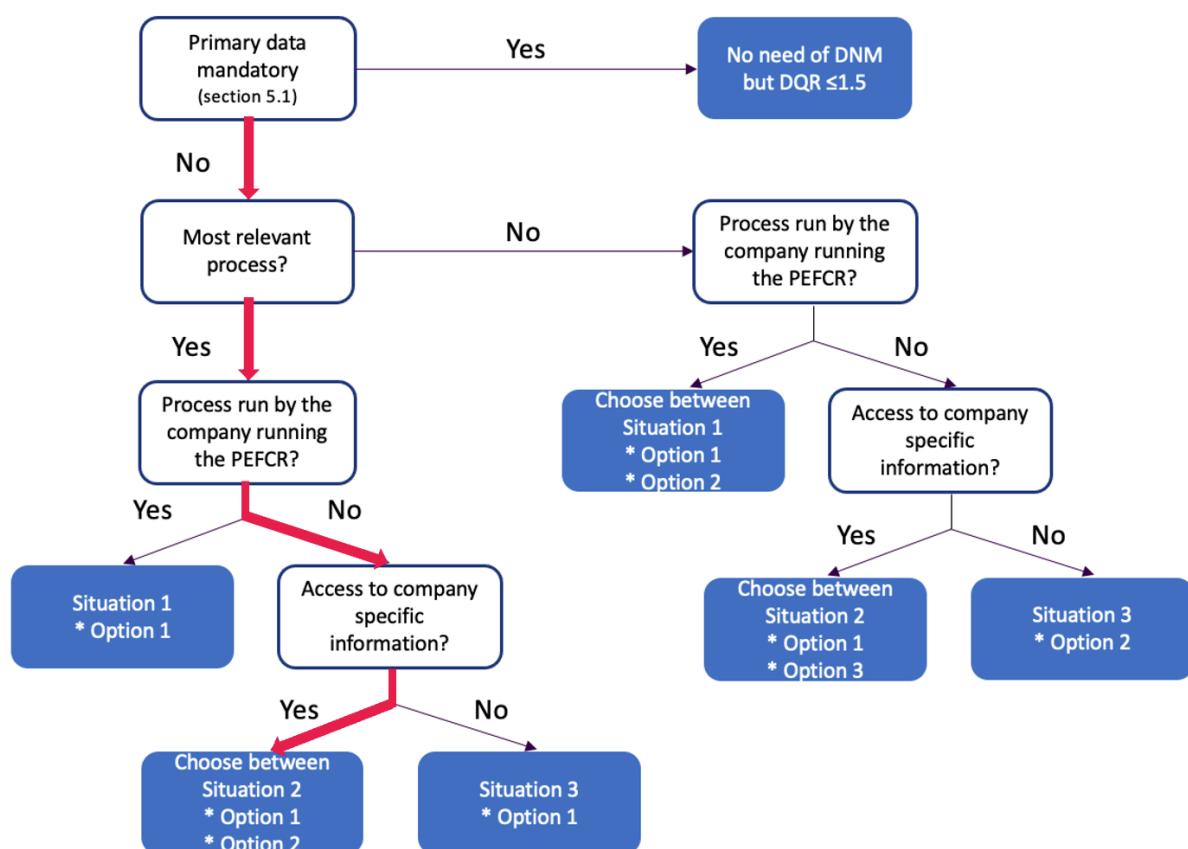 Primary data
mandatory
(section 5.1)
Yes
No need of DNM
but DQR ≤1.5
No
Most relevant
process?
No
Process run by the
company running
the PEFCR?
Yes
Process run by the
company running
the PEFCR?
Yes
No
Choose between
Situation 1
* Option 1
* Option 2
Access to company
specific
information?
Yes
No
Situation 1
* Option 1
Access to company
specific
information?
Yes
No
Choose between
Situation 2
* Option 1
* Option 3
Situation 3
* Option 2
Yes
No
Choose between
Situation 2
* Option 1
* Option 2
Situation 3
* Option 1